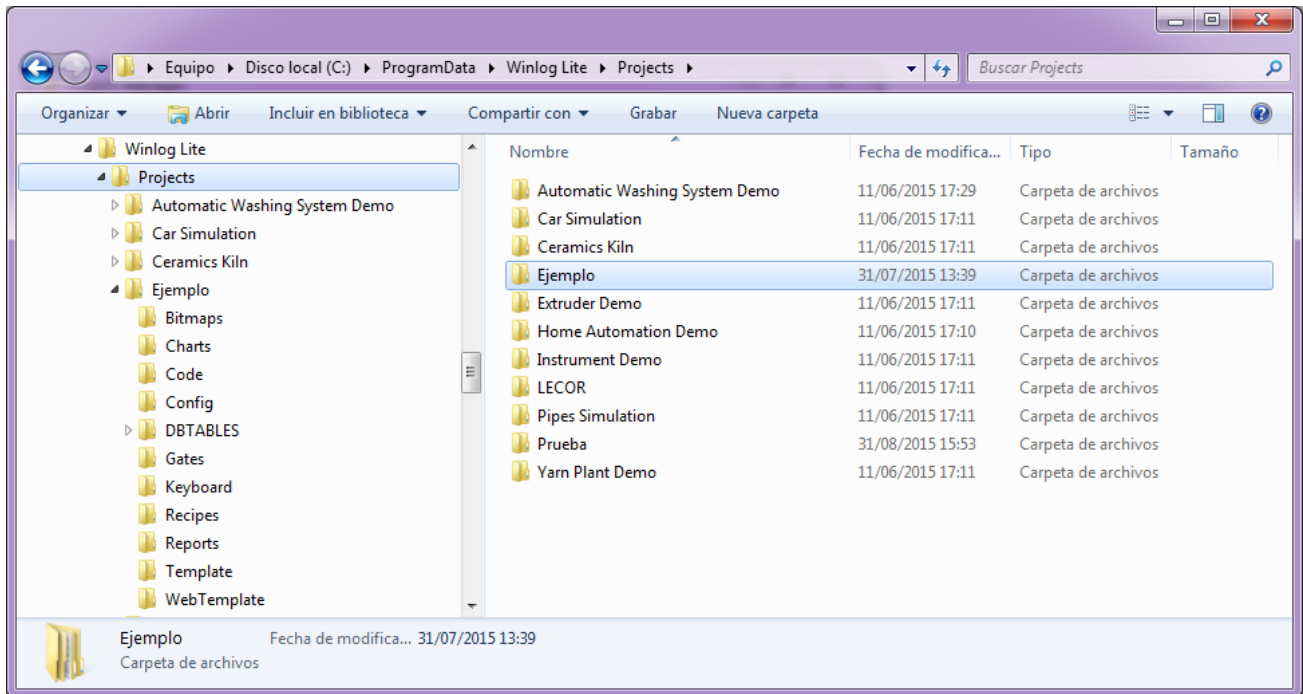 Equipo Disco local (C:) ProgramData Winlog Lite Projects Buscar Projects
Organizar Abrir Incluir en biblioteca Compartir con Grabar Nueva carpeta
Winlog Lite
Projects
Automatic Washing System Demo
Car Simulation
Ceramics Kiln
Ejemplo
Bitmaps
Charts
Code
Config
DBTABLES
Gates
Keyboard
Recipes
Reports
Template
WebTemplate
Nombre Fecha de modifica... Tipo Tamaño
Automatic Washing System Demo 11/06/2015 17:29 Carpeta de archivos
Car Simulation 11/06/2015 17:11 Carpeta de archivos
Ceramics Kiln 11/06/2015 17:11 Carpeta de archivos
Ejemplo 31/07/2015 13:39 Carpeta de archivos
Extruder Demo 11/06/2015 17:11 Carpeta de archivos
Home Automation Demo 11/06/2015 17:10 Carpeta de archivos
Instrument Demo 11/06/2015 17:11 Carpeta de archivos
LECOR 11/06/2015 17:11 Carpeta de archivos
Pipes Simulation 11/06/2015 17:11 Carpeta de archivos
Prueba 31/08/2015 15:53 Carpeta de archivos
Yarn Plant Demo 11/06/2015 17:11 Carpeta de archivos
Ejemplo Fecha de modifica... 31/07/2015 13:39
Carpeta de archivos